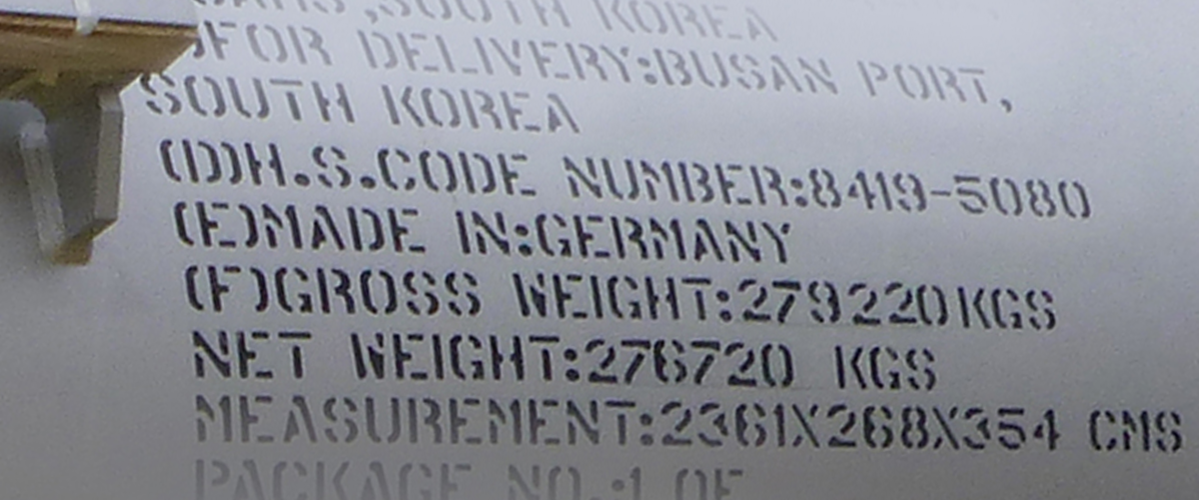 ,SOUTH KOREA
FOR DELIVERY:BUSAN PORT,
SOUTH KOREA
(D)H.S.CODE NUMBER:8419-5080
(E)MADE IN:GERMANY
(F)GROSS WEIGHT:279220KGS
NET WEIGHT:276720 KGS
MEASUREMENT:2361X268X354 CMS
PACKAGE NO.:1 OF